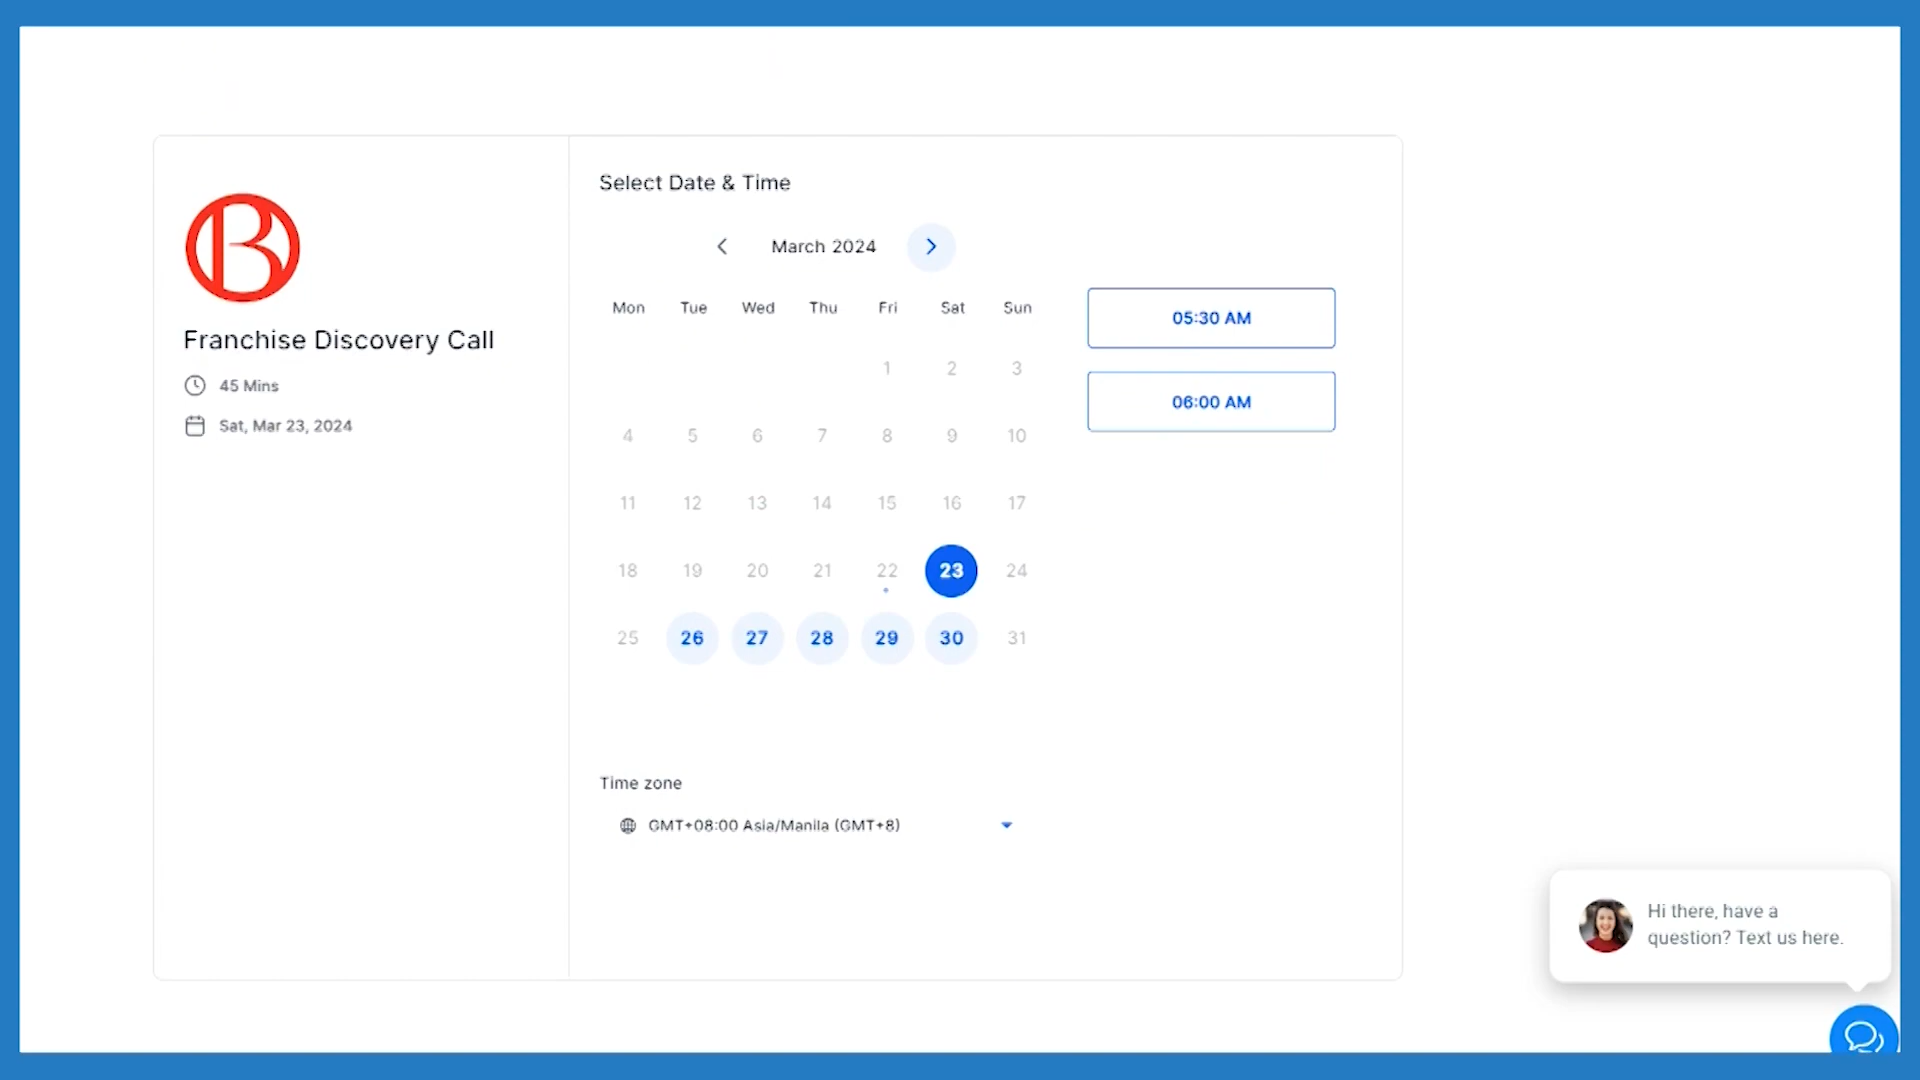 B
Franchise Discovery Call
45 Mins
Sat, Mar 23, 2024
Select Date & Time
March 2024
Mon Tue Wed Thu Fri Sat Sun
1 2 3
4 5 6 7 8 9 10
11 12 13 14 15 16 17
18 19 20 21 22 23 24
25 26 27 28 29 30 31
05:30 AM
06:00 AM
Time zone
GMT+08:00 Asia/Manila (GMT+8)
Hi there, have a
question? Text us here.